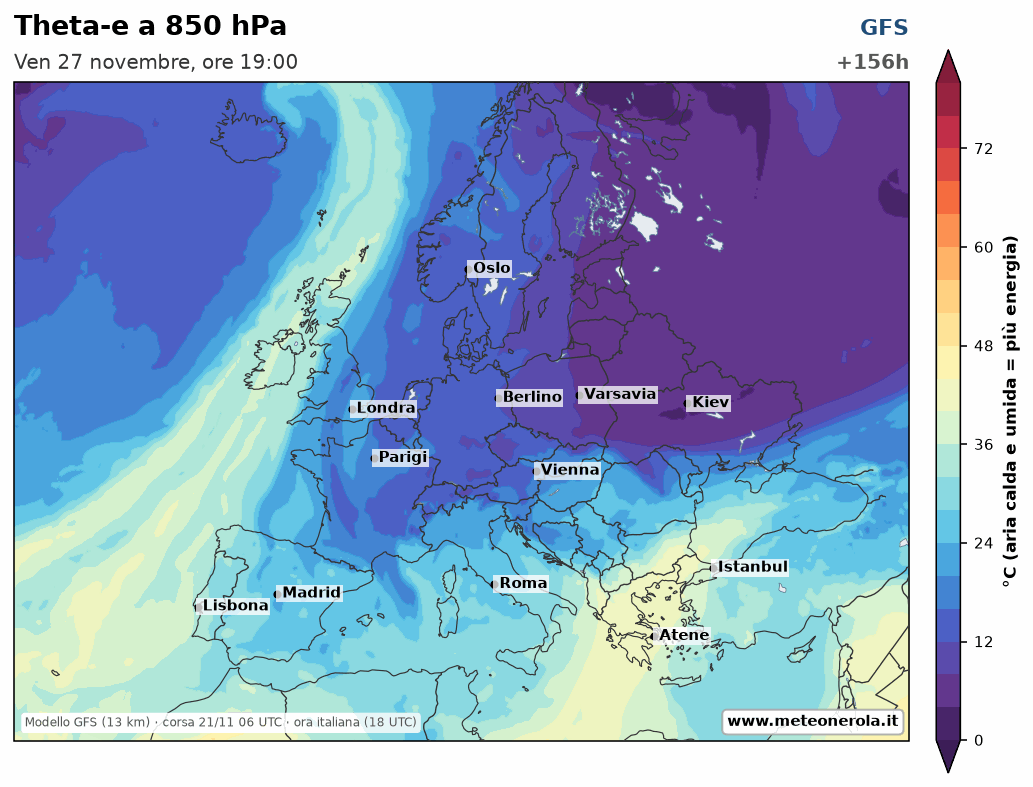 Theta-e a 850 hPa
GFS
Ven 27 novembre, ore 19:00
+156h
Oslo
Berlino
Varsavia
Kiev
Londra
Parigi
Vienna
Istanbul
Roma
Madrid
Lisbona
Atene
Modello GFS (13 km) · corsa 21/11 06 UTC · ora italiana (18 UTC)
www.meteonerola.it
72
60
48
36
24
12
0
°C (aria calda e umida = più energia)